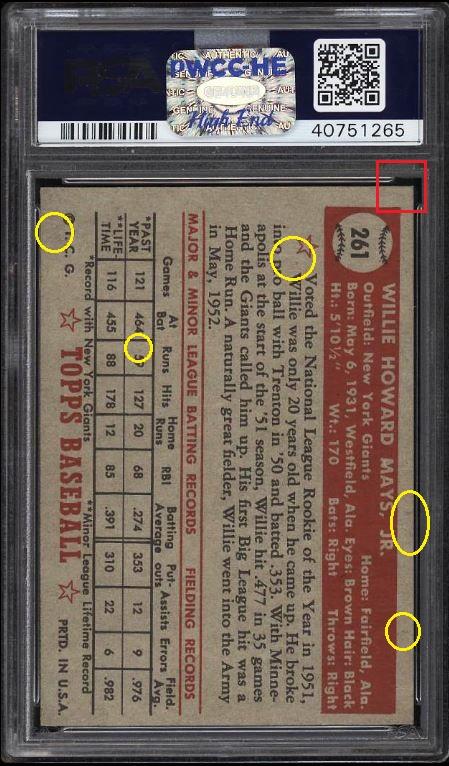 PWCC-HE
GENUINE
High End
40751265
261
WILLIE HOWARD MAYS, JR.
Outfield: New York Giants Home: Fairfield, Ala.
Born: May 6, 1931, Westfield, Ala. Eyes: Brown Hair: Black
Ht.: 5/10½" Wt.: 170 Bats: Right Throws: Right
Voted the National League Rookie of the Year in 1951,
Willie was only 20 years old when he came up. He broke
ball with Trenton in '50 and batted .353. With Minne-
apolis at the start of the '51 season, Willie hit .477 in 35 games
and the Giants called him up. His first Big League hit was a
Home Run. A naturally great fielder, Willie went into the Army
in May, 1952.
MAJOR & MINOR LEAGUE BATTING RECORDS FIELDING RECORDS
Games At Bat Runs Hits Home Runs RBI Batting Average Put-outs Assists Errors Field. Avg.
*PAST YEAR 121 464 127 20 68 .274 353 12 9 .976
**LIFE-TIME 116 455 88 178 12 85 .391 310 22 6 .982
*Record with New York Giants **Minor League Lifetime Record
C. G. ☆ TOPPS BASEBALL ☆ PRTD. IN U.S.A.